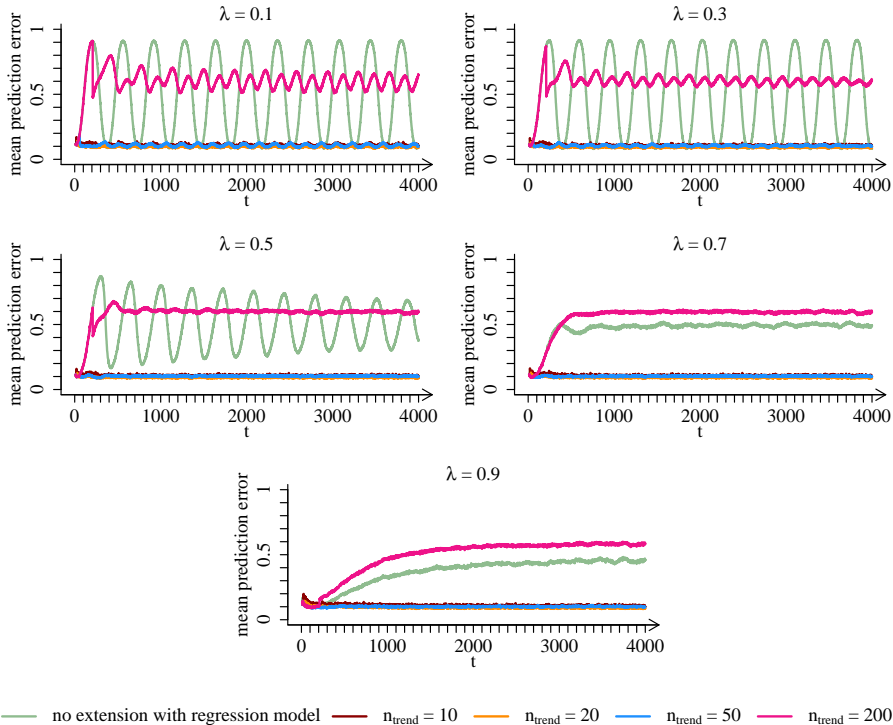 λ = 0.1
mean prediction error
0 0.5 1
0 1000 2000 3000 4000
t
λ = 0.3
mean prediction error
0 0.5 1
0 1000 2000 3000 4000
t
λ = 0.5
mean prediction error
0 0.5 1
0 1000 2000 3000 4000
t
λ = 0.7
mean prediction error
0 0.5 1
0 1000 2000 3000 4000
t
λ = 0.9
mean prediction error
0 0.5 1
0 1000 2000 3000 4000
t
no extension with regression model n_trend = 10 n_trend = 20 n_trend = 50 n_trend = 200